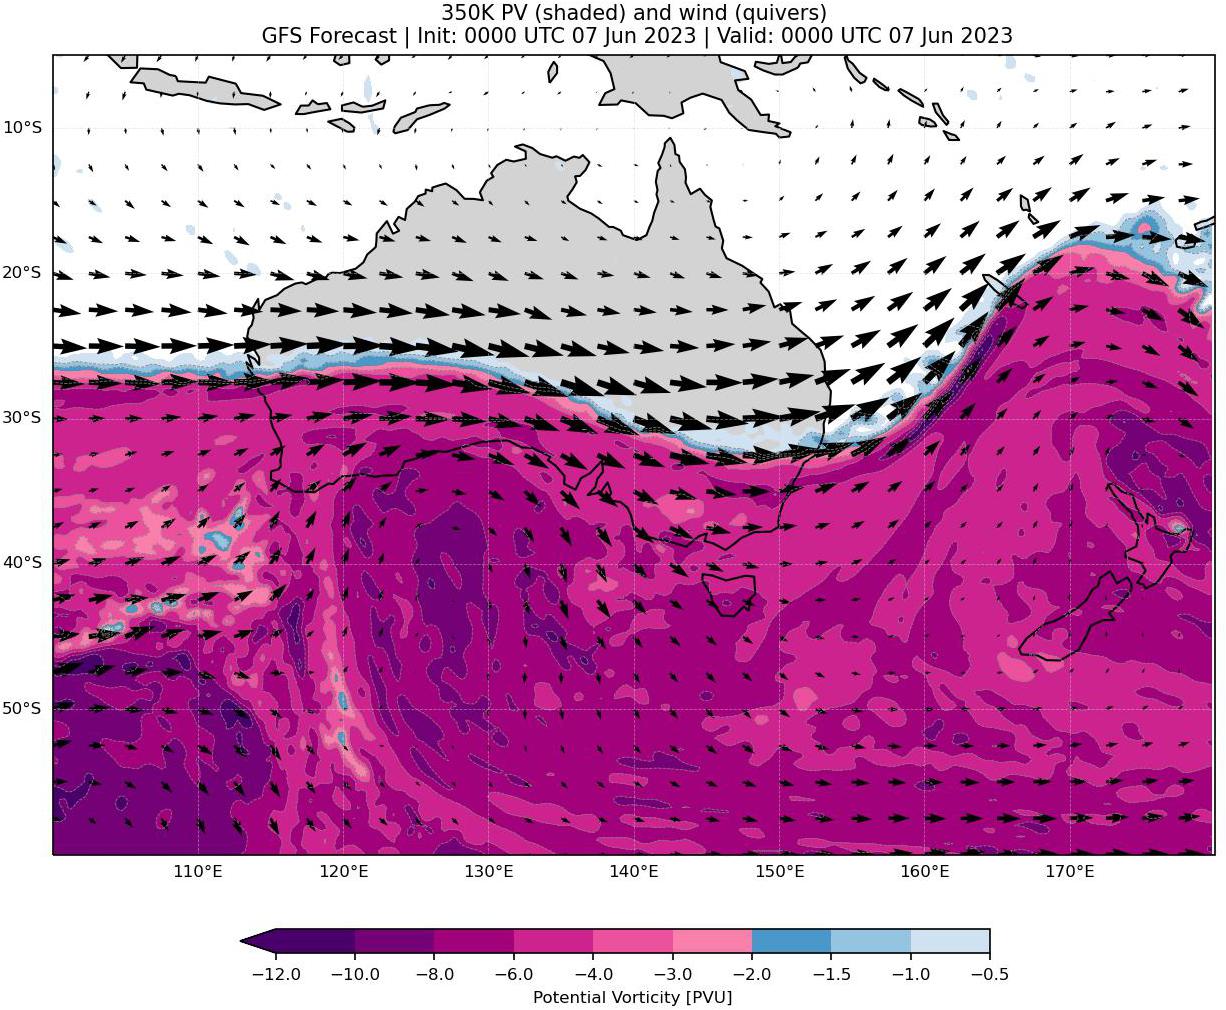 350K PV (shaded) and wind (quivers)
GFS Forecast | Init: 0000 UTC 07 Jun 2023 | Valid: 0000 UTC 07 Jun 2023
10°S
20°S
30°S
40°S
50°S
110°E 120°E 130°E 140°E 150°E 160°E 170°E
−12.0 −10.0 −8.0 −6.0 −4.0 −3.0 −2.0 −1.5 −1.0 −0.5
Potential Vorticity [PVU]